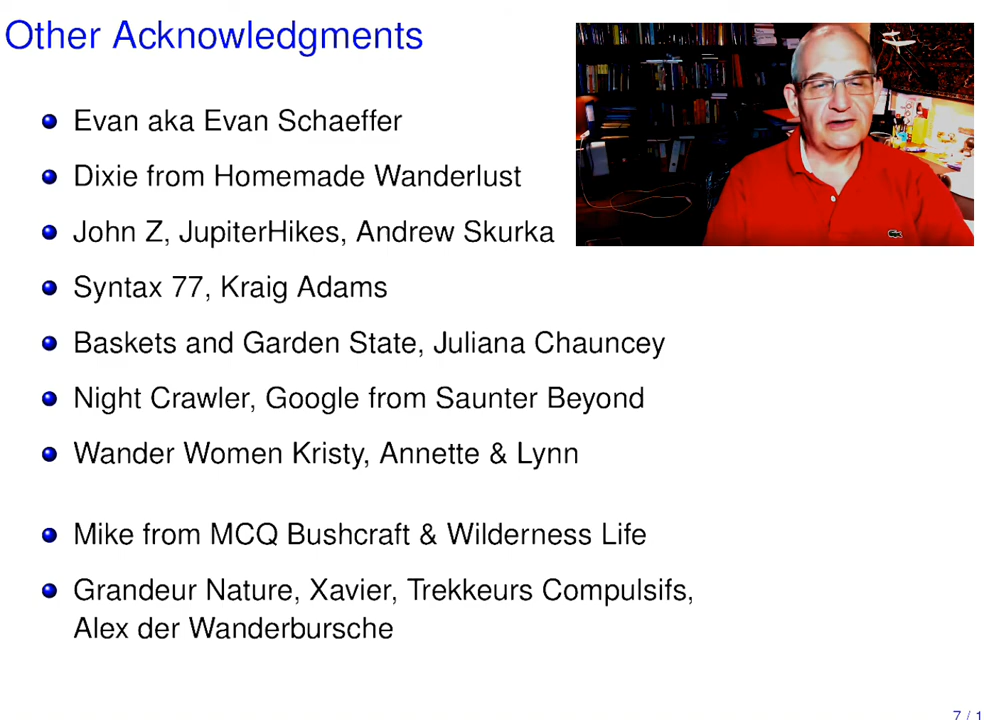 Other Acknowledgments
Evan aka Evan Schaeffer
Dixie from Homemade Wanderlust
John Z, JupiterHikes, Andrew Skurka
Syntax 77, Kraig Adams
Baskets and Garden State, Juliana Chauncey
Night Crawler, Google from Saunter Beyond
Wander Women Kristy, Annette & Lynn
Mike from MCQ Bushcraft & Wilderness Life
Grandeur Nature, Xavier, Trekkeurs Compulsifs,
Alex der Wanderbursche
7 / 1